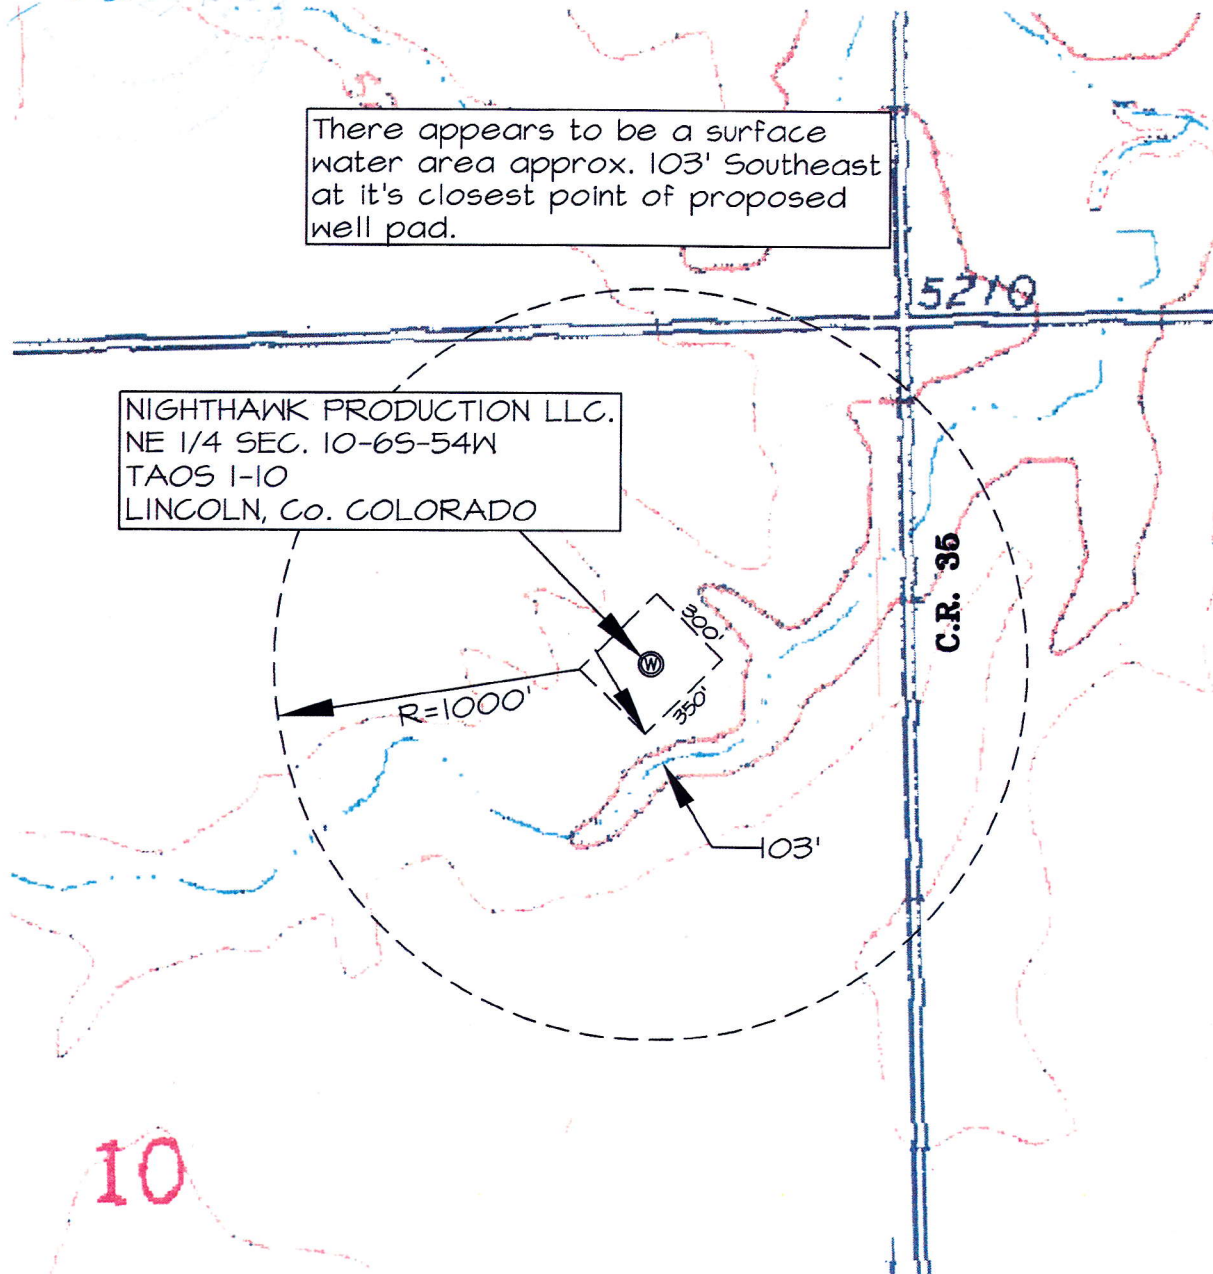 There appears to be a surface
water area approx. 103' Southeast
at it's closest point of proposed
well pad.
5210
NIGHTHAWK PRODUCTION LLC.
NE 1/4 SEC. 10-6S-54W
TAOS 1-10
LINCOLN, Co. COLORADO
C.R. 35
300'
W
350'
R=1000'
103'
10